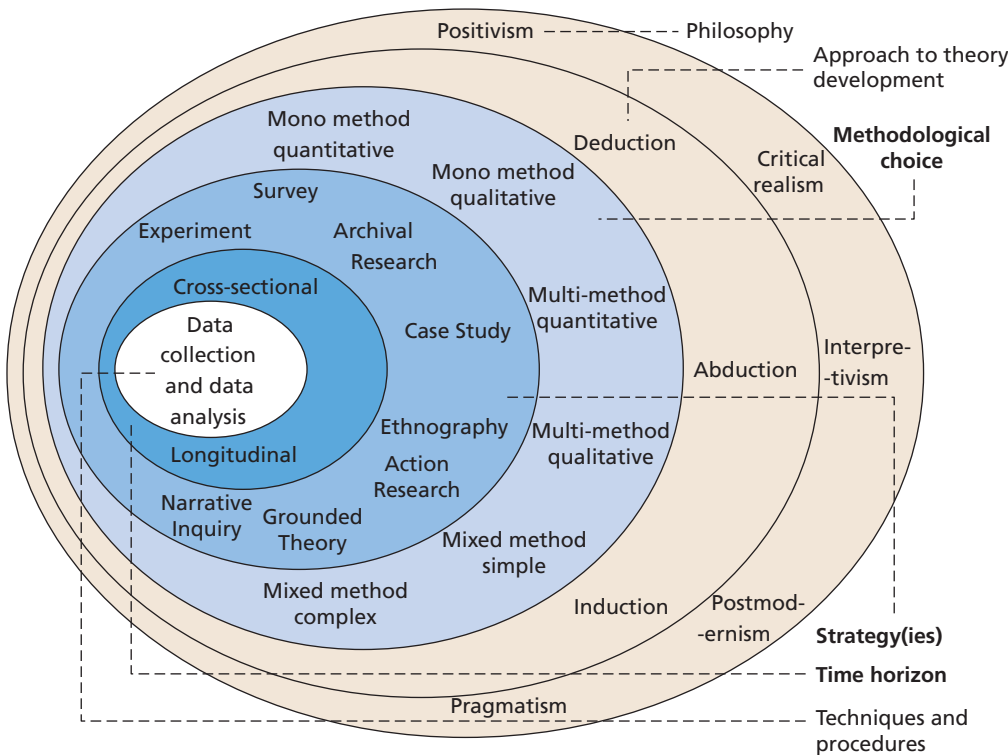 Positivism
Philosophy
Approach to theory
development
Mono method
quantitative
Deduction
Methodological
choice
Mono method
qualitative
Critical
realism
Survey
Experiment
Archival
Research
Cross-sectional
Multi-method
quantitative
Data
collection
and data
analysis
Case Study
Abduction
Interpre-
-tivism
Ethnography
Multi-method
qualitative
Longitudinal
Action
Research
Narrative
Inquiry
Grounded
Theory
Mixed method
simple
Mixed method
complex
Induction
Postmod-
-ernism
Strategy(ies)
Time horizon
Pragmatism
Techniques and
procedures